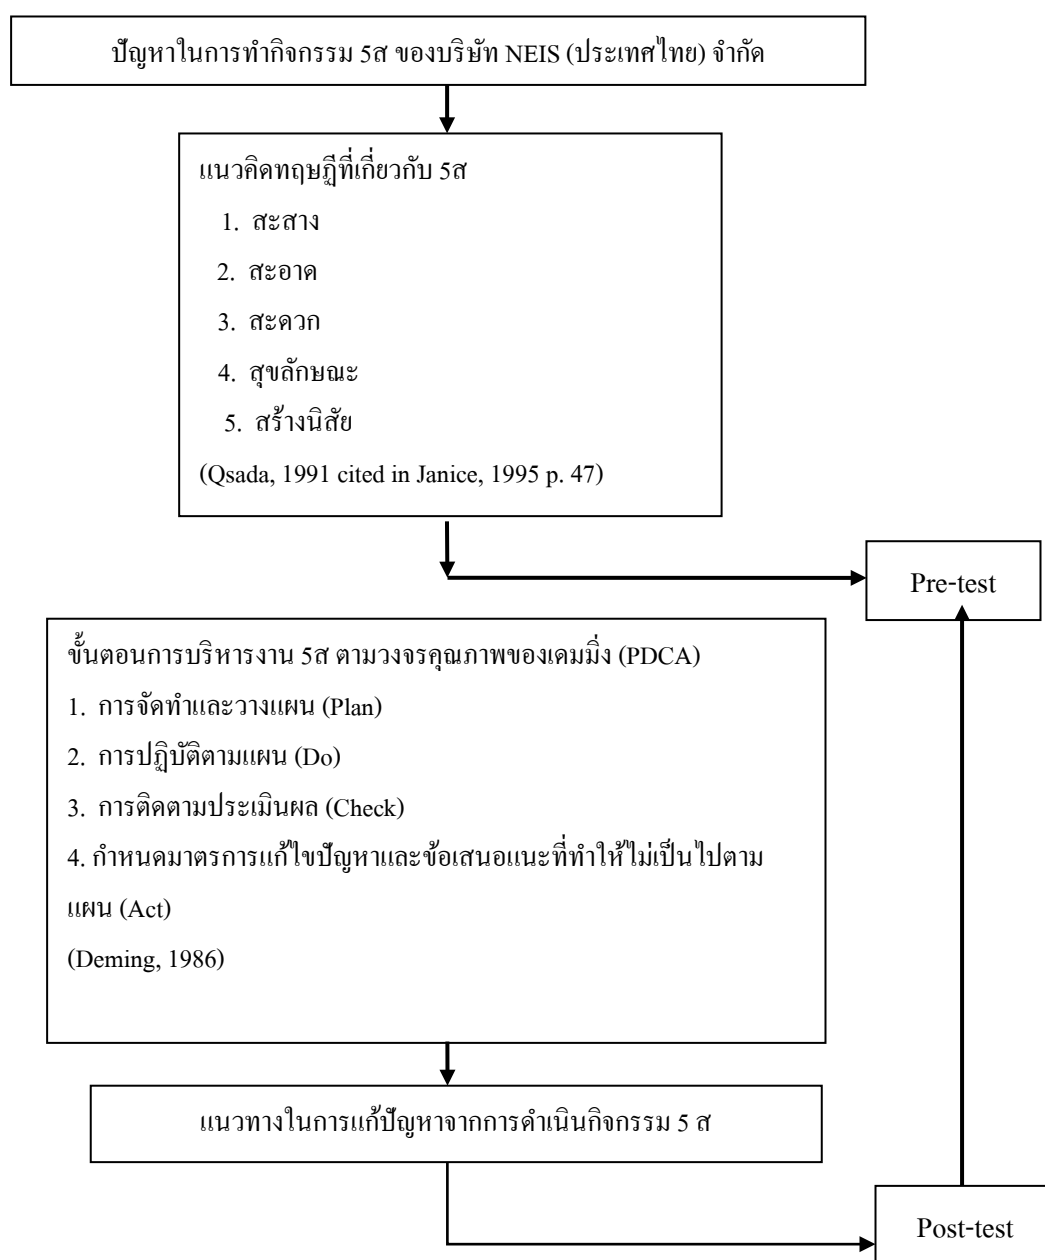 ปัญหาในการทำกิจกรรม 5ส ของบริษัท NEIS (ประเทศไทย) จำกัด
แนวคิดทฤษฎีที่เกี่ยวกับ 5ส
1. สะสาง
2. สะอาด
3. สะดวก
4. สุขลักษณะ
5. สร้างนิสัย
(Qsada, 1991 cited in Janice, 1995 p. 47)
Pre-test
ขั้นตอนการบริหารงาน 5ส ตามวงจรคุณภาพของเดมมิ่ง (PDCA)
1. การจัดทำและวางแผน (Plan)
2. การปฏิบัติตามแผน (Do)
3. การติดตามประเมินผล (Check)
4. กำหนดมาตรการแก้ไขปัญหาและข้อเสนอแนะที่ทำให้ไม่เป็นไปตาม
แผน (Act)
(Deming, 1986)
แนวทางในการแก้ปัญหาจากการดำเนินกิจกรรม 5 ส
Post-test